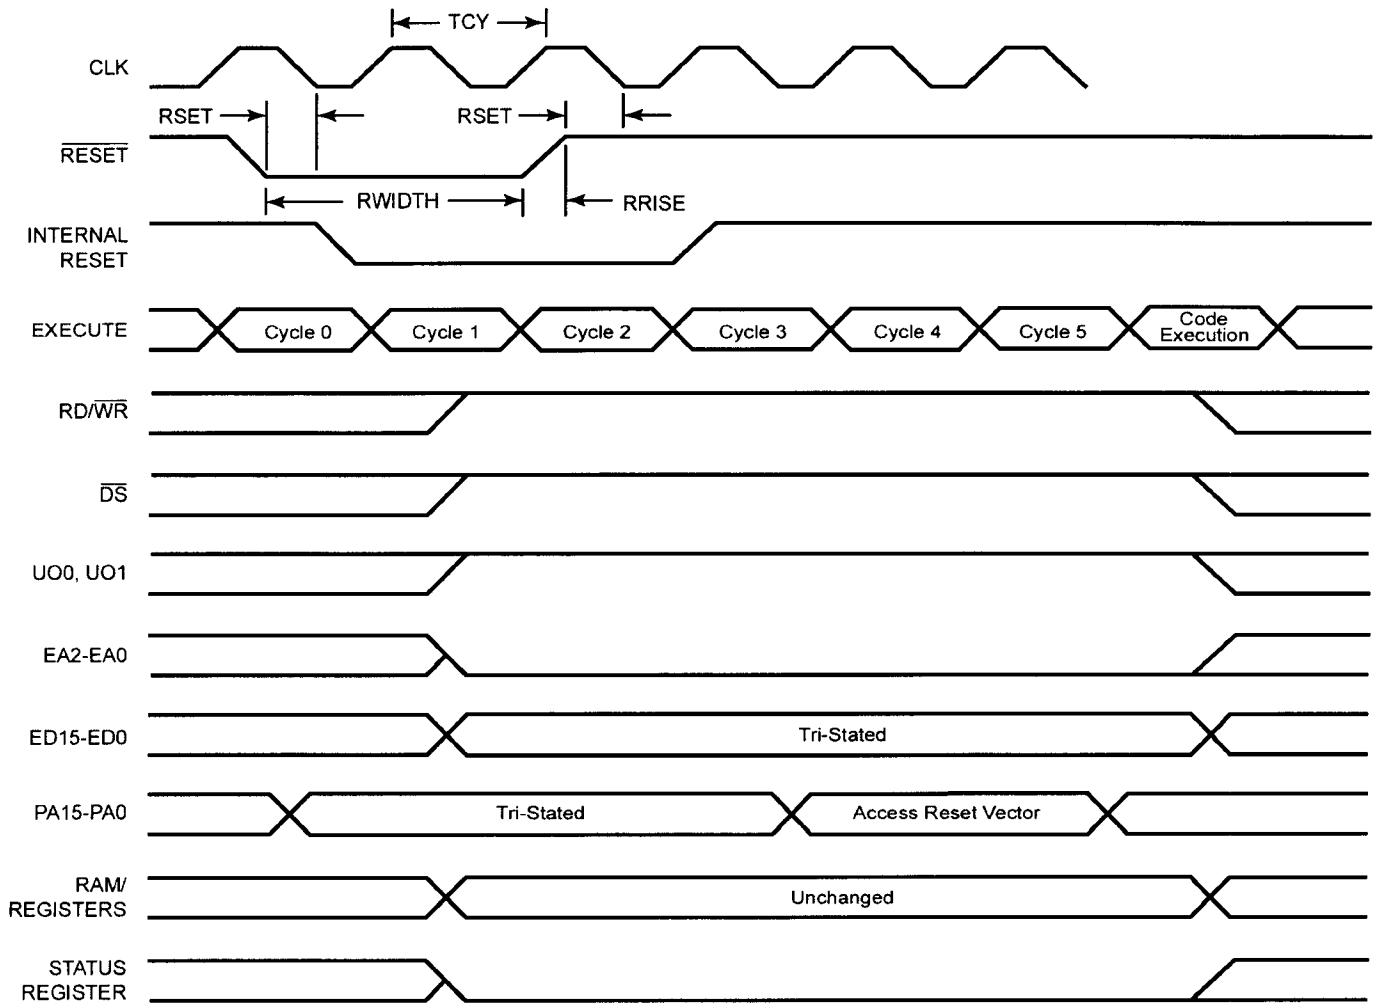 TCY
CLK
RSET
RSET
RESET
RWIDTH
RRISE
INTERNAL
RESET
EXECUTE
Cycle 0
Cycle 1
Cycle 2
Cycle 3
Cycle 4
Cycle 5
Code
Execution
RD/WR
DS
UO0, UO1
EA2-EA0
ED15-ED0
Tri-Stated
PA15-PA0
Tri-Stated
Access Reset Vector
RAM/
REGISTERS
Unchanged
STATUS
REGISTER